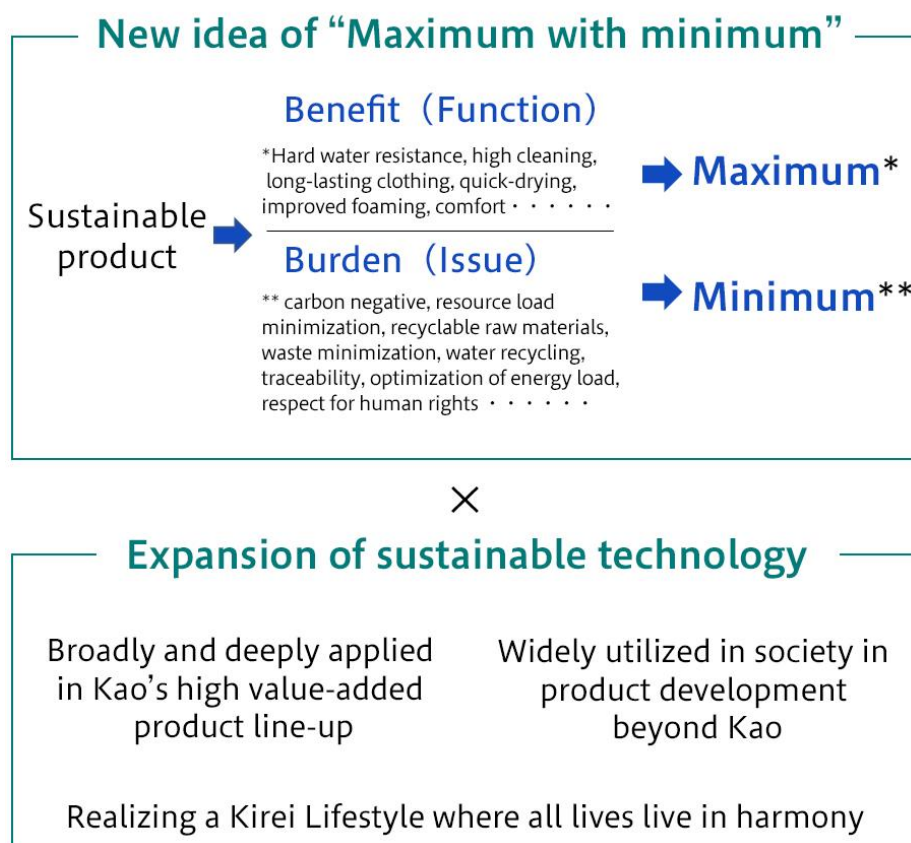 New idea of “Maximum with minimum”
Benefit（Function）
*Hard water resistance, high cleaning,
long-lasting clothing, quick-drying,
improved foaming, comfort・・・・・・
Maximum*
Sustainable
product
Burden（Issue）
** carbon negative, resource load
minimization, recyclable raw materials,
waste minimization, water recycling,
traceability, optimization of energy load,
respect for human rights ・・・・・・
Minimum**
×
Expansion of sustainable technology
Broadly and deeply applied
in Kao’s high value-added
product line-up
Widely utilized in society in
product development
beyond Kao
Realizing a Kirei Lifestyle where all lives live in harmony